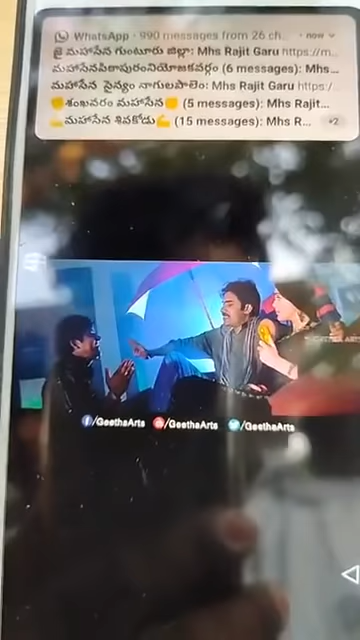 WhatsApp · 990 messages from 26 ch... · now
జై మహాసేన గుంటూరు జిల్లా: Mhs Rajit Garu https://m...
మహాసేనపిఠాపురంనియోజకవర్గం (6 messages): Mhs...
మహాసేన సైన్యం నాగులపాలెం: Mhs Rajit Garu https:/
శంఖవరం మహాసేన (5 messages): Mhs Rajit...
మహాసేన శివకోడు💪 (15 messages): Mhs R... +2
/GeethaArts /GeethaArts /GeethaArts